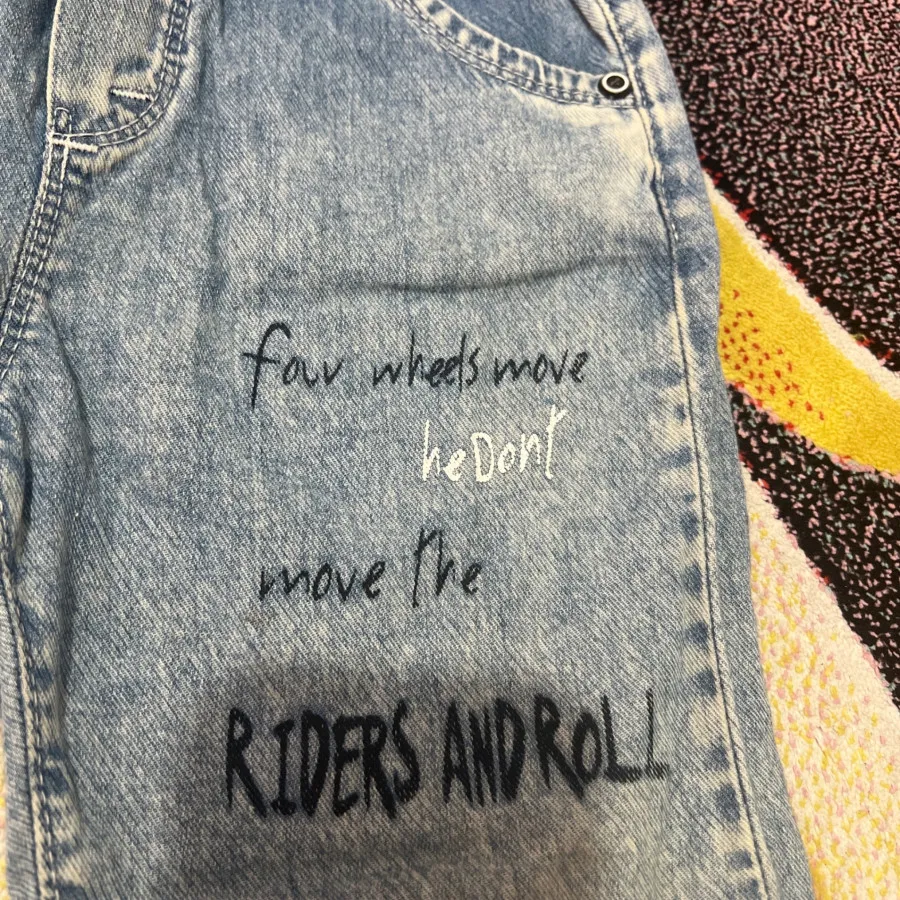 four wheels move
heDont
move the
RIDERS AND ROLL